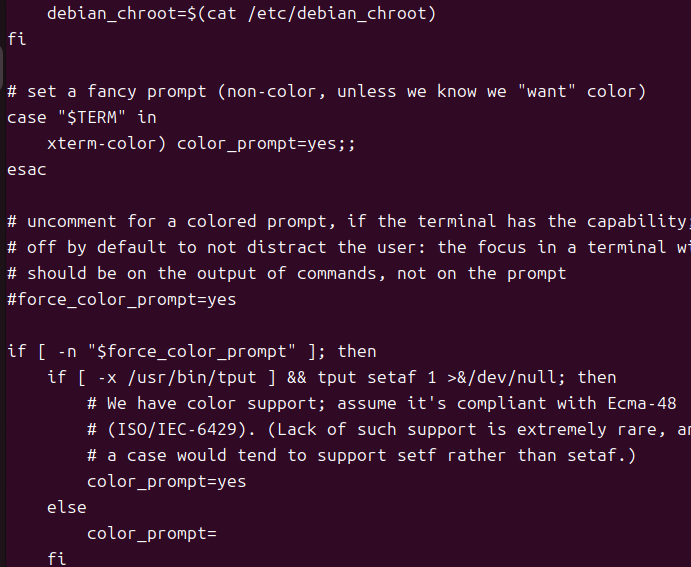 debian_chroot=$(cat /etc/debian_chroot)
fi
# set a fancy prompt (non-color, unless we know we "want" color)
case "$TERM" in
xterm-color) color_prompt=yes;;
esac
# uncomment for a colored prompt, if the terminal has the capability;
# off by default to not distract the user: the focus in a terminal wi
# should be on the output of commands, not on the prompt
#force_color_prompt=yes
if [ -n "$force_color_prompt" ]; then
if [ -x /usr/bin/tput ] && tput setaf 1 >&/dev/null; then
# We have color support; assume it's compliant with Ecma-48
# (ISO/IEC-6429). (Lack of such support is extremely rare, an
# a case would tend to support setf rather than setaf.)
color_prompt=yes
else
color_prompt=
fi